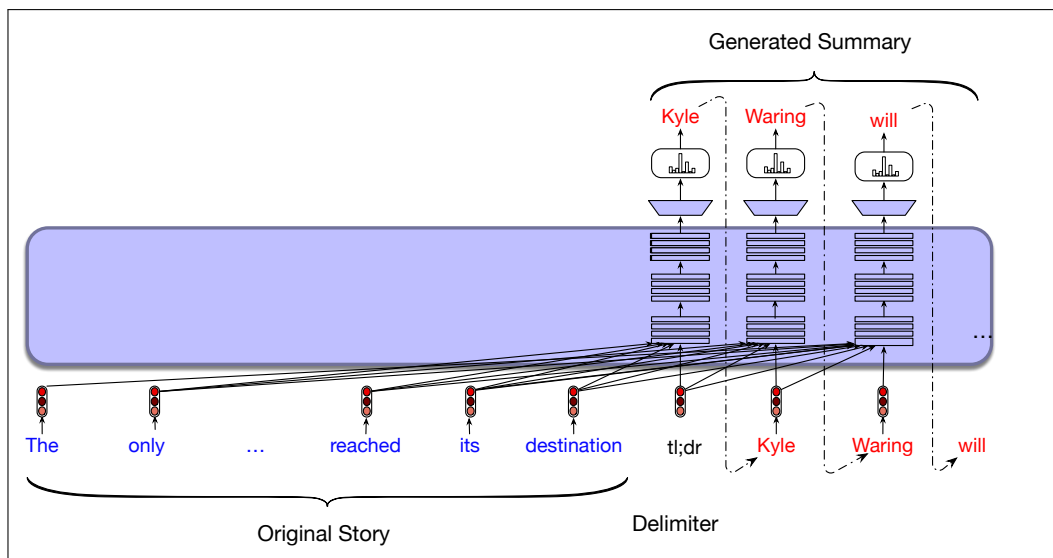 Generated Summary
Kyle Waring will
…
The only … reached its destination tl;dr Kyle Waring will
Original Story Delimiter